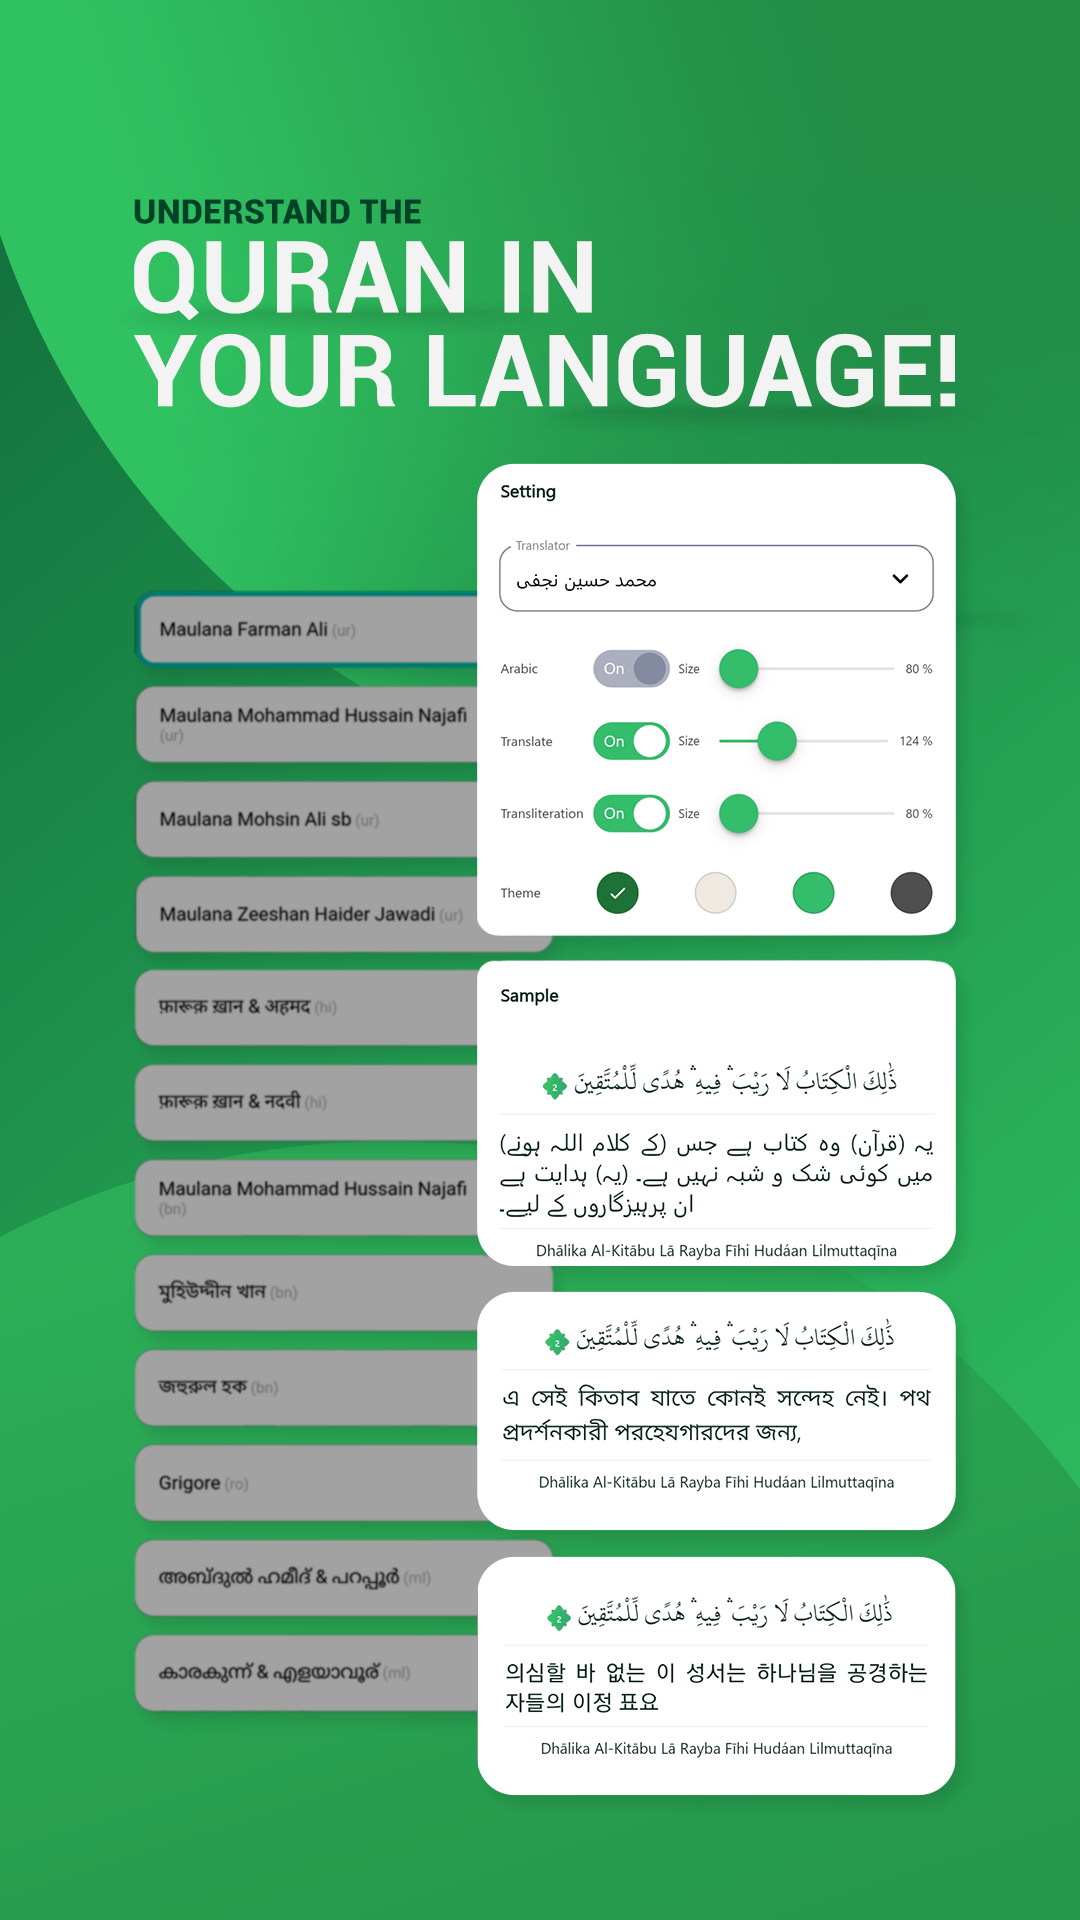 UNDERSTAND THE
QURAN IN
YOUR LANGUAGE!
Maulana Farman Ali (ur)
Maulana Mohammad Hussain Najafi
(ur)
Maulana Mohsin Ali sb (ur)
Maulana Zeeshan Haider Jawadi (ur)
फ़ारूक़ ख़ान & अहमद (hi)
फ़ारूक़ ख़ान & नदवी (hi)
Maulana Mohammad Hussain Najafi
(bn)
মুহিউদ্দীন খান (bn)
জহুরুল হক (bn)
Grigore (ro)
അബ്ദുൽ ഹമീദ് & പറപ്പൂർ (ml)
കാരകുന്ന് & എളയാവൂര് (ml)
Setting
Translator
محمد حسین نجفی
Arabic On Size 80 %
Translate On Size 124 %
Transliteration On Size 80 %
Theme
Sample
ذَٰلِكَ الْكِتَابُ لَا رَيْبَ ۛ فِيهِ ۛ هُدًى لِّلْمُتَّقِينَ 2
یہ (قرآن) وہ کتاب ہے جس (کے کلام اللہ ہونے)
میں کوئی شک و شبہ نہیں ہے۔ (یہ) ہدایت ہے
ان پرہیزگاروں کے لیے۔
Dhālika Al-Kitābu Lā Rayba Fīhi Hudáan Lilmuttaqīna
ذَٰلِكَ الْكِتَابُ لَا رَيْبَ ۛ فِيهِ ۛ هُدًى لِّلْمُتَّقِينَ 2
এ সেই কিতাব যাতে কোনই সন্দেহ নেই। পথ
প্রদর্শনকারী পরহেযগারদের জন্য,
Dhālika Al-Kitābu Lā Rayba Fīhi Hudáan Lilmuttaqīna
ذَٰلِكَ الْكِتَابُ لَا رَيْبَ ۛ فِيهِ ۛ هُدًى لِّلْمُتَّقِينَ 2
의심할 바 없는 이 성서는 하나님을 공경하는
자들의 이정 표요
Dhālika Al-Kitābu Lā Rayba Fīhi Hudáan Lilmuttaqīna